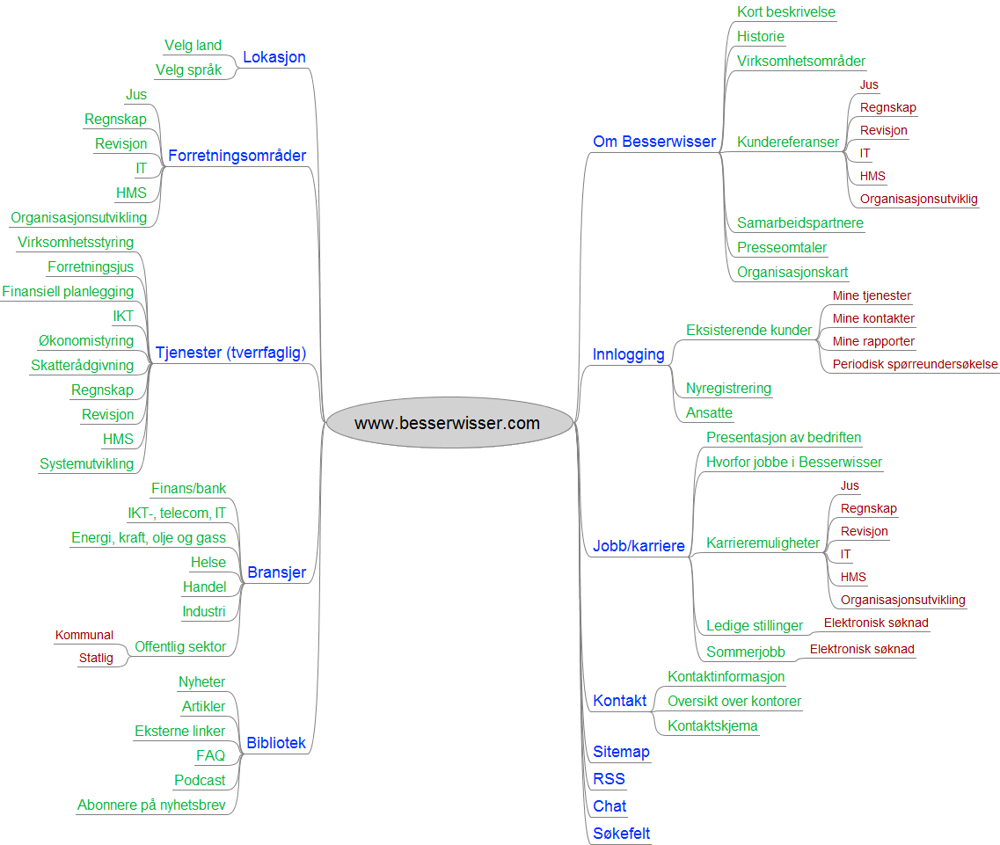 www.besserwisser.com
Lokasjon
Velg land
Velg språk
Forretningsområder
Jus
Regnskap
Revisjon
IT
HMS
Organisasjonsutvikling
Tjenester (tverrfaglig)
Virksomhetsstyring
Forretningsjus
Finansiell planlegging
IKT
Økonomistyring
Skatterådgivning
Regnskap
Revisjon
HMS
Systemutvikling
Bransjer
Finans/bank
IKT-, telecom, IT
Energi, kraft, olje og gass
Helse
Handel
Industri
Offentlig sektor
Kommunal
Statlig
Bibliotek
Nyheter
Artikler
Eksterne linker
FAQ
Podcast
Abonnere på nyhetsbrev
Om Besserwisser
Kort beskrivelse
Historie
Virksomhetsområder
Kundereferanser
Jus
Regnskap
Revisjon
IT
HMS
Organisasjonsutviklig
Samarbeidspartnere
Presseomtaler
Organisasjonskart
Innlogging
Eksisterende kunder
Mine tjenester
Mine kontakter
Mine rapporter
Periodisk spørreundersøkelse
Nyregistrering
Ansatte
Jobb/karriere
Presentasjon av bedriften
Hvorfor jobbe i Besserwisser
Karrieremuligheter
Jus
Regnskap
Revisjon
IT
HMS
Organisasjonsutvikling
Ledige stillinger
Elektronisk søknad
Sommerjobb
Elektronisk søknad
Kontakt
Kontaktinformasjon
Oversikt over kontorer
Kontaktskjema
Sitemap
RSS
Chat
Søkefelt